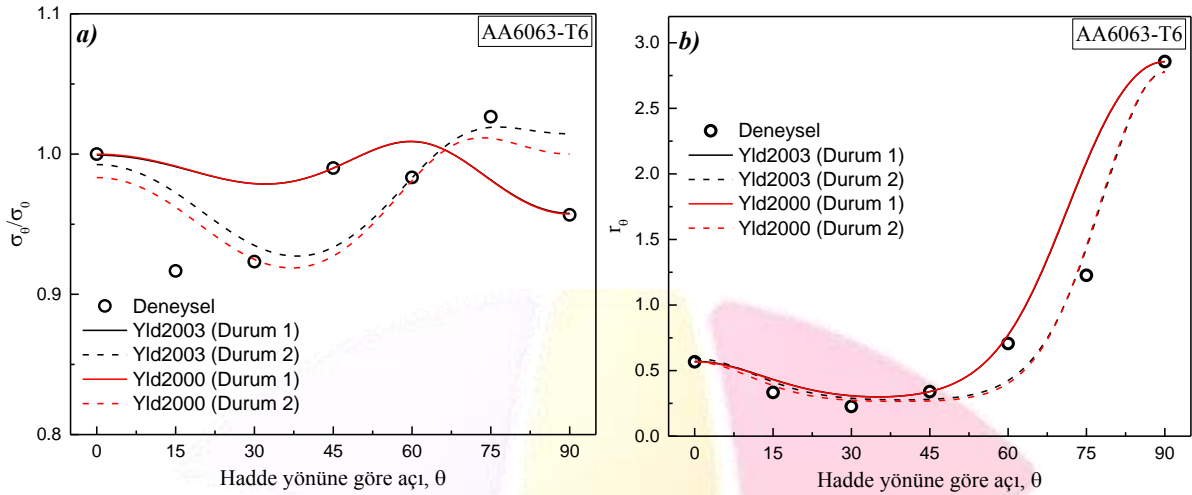 a)
AA6063-T6
1.1
1.0
0.9
0.8
σθ/σ0
Deneysel
Yld2003 (Durum 1)
Yld2003 (Durum 2)
Yld2000 (Durum 1)
Yld2000 (Durum 2)
0 15 30 45 60 75 90
Hadde yönüne göre açı, θ
b)
AA6063-T6
3.0
2.5
2.0
1.5
1.0
0.5
0.0
rθ
Deneysel
Yld2003 (Durum 1)
Yld2003 (Durum 2)
Yld2000 (Durum 1)
Yld2000 (Durum 2)
0 15 30 45 60 75 90
Hadde yönüne göre açı, θ